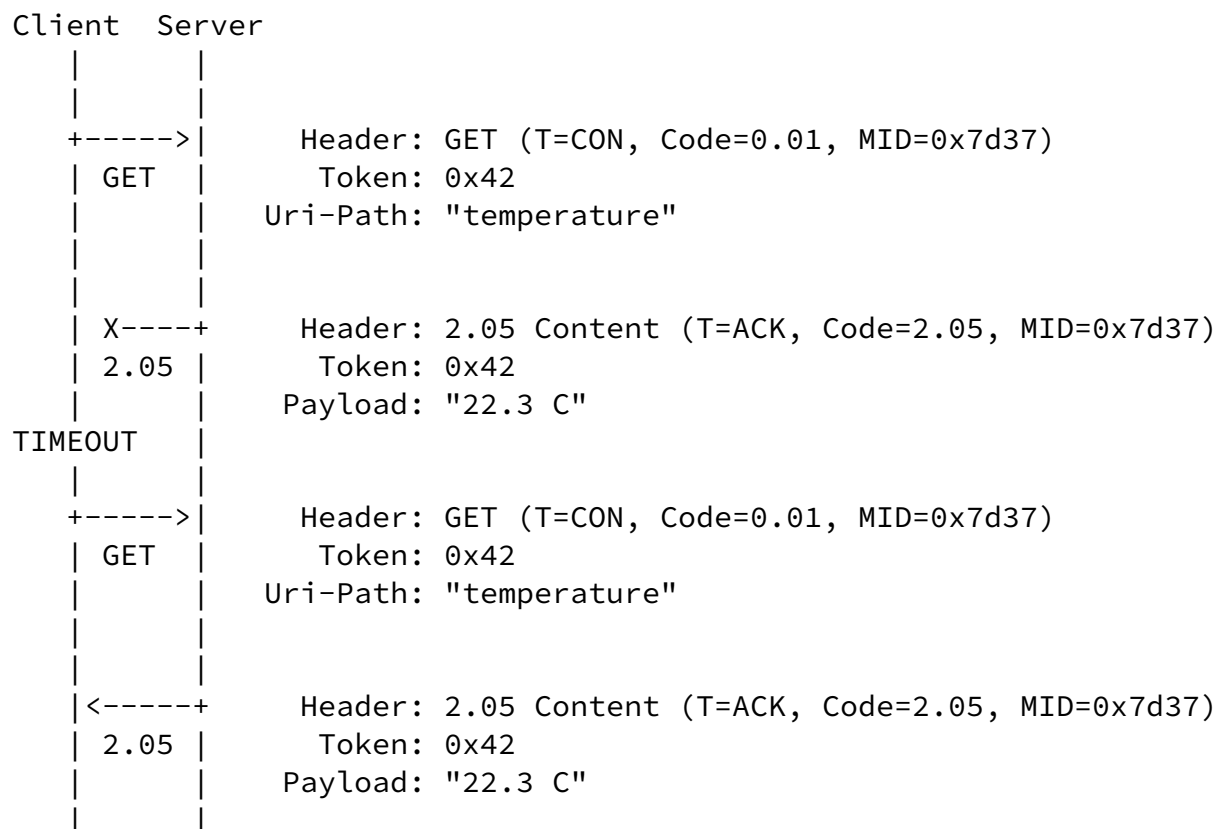 Client  Server
   |      |
   |      |
   +----->|     Header: GET (T=CON, Code=0.01, MID=0x7d37)
   | GET  |      Token: 0x42
   |      |   Uri-Path: "temperature"
   |      |
   |      |
   | X----+     Header: 2.05 Content (T=ACK, Code=2.05, MID=0x7d37)
   | 2.05 |      Token: 0x42
   |      |    Payload: "22.3 C"
TIMEOUT   |
   |      |
   +----->|     Header: GET (T=CON, Code=0.01, MID=0x7d37)
   | GET  |      Token: 0x42
   |      |   Uri-Path: "temperature"
   |      |
   |      |
   |<-----+     Header: 2.05 Content (T=ACK, Code=2.05, MID=0x7d37)
   | 2.05 |      Token: 0x42
   |      |    Payload: "22.3 C"
   |      |